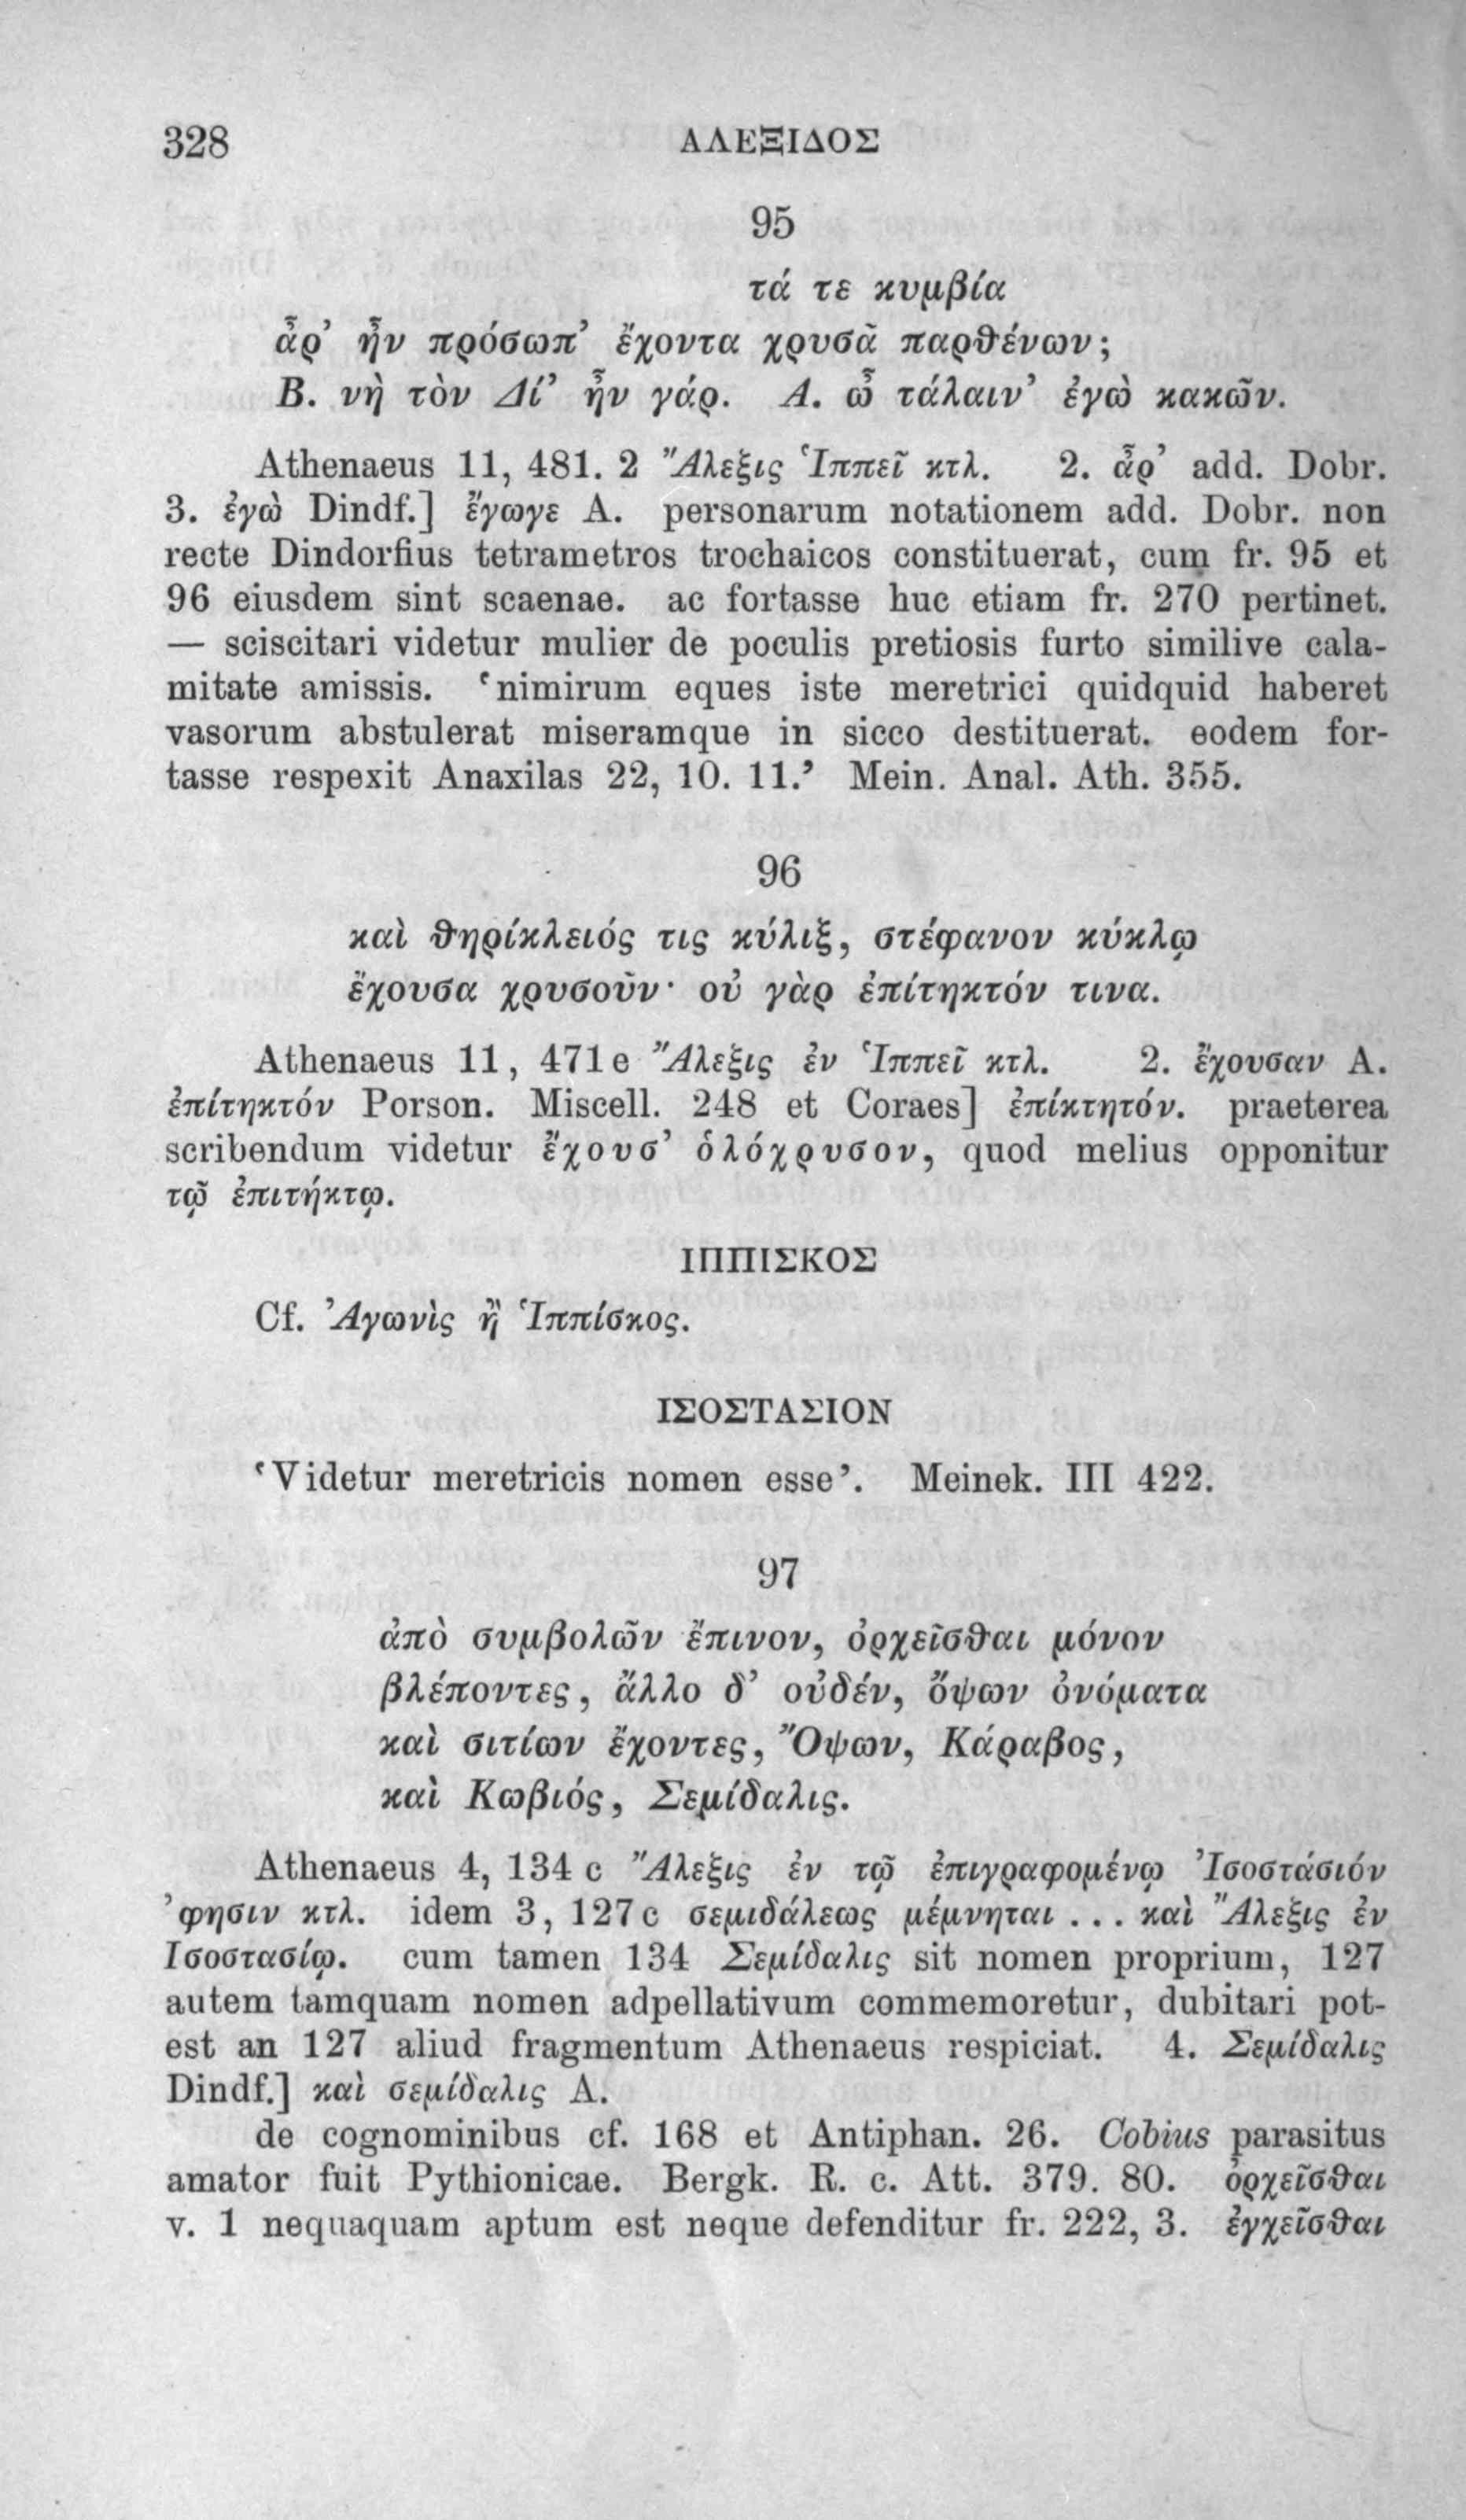 328
ΑΛΕΞΙΔΟΣ
95
τά τε κυμβία
ἆρ’ ἦν πρόσωπ’ ἔχοντα χρυσᾶ παρθένων;
Β. νὴ τὸν Δί’ ἦν γάρ. Α. ὦ τάλαιν’ ἐγὼ κακῶν.
Athenaeus 11, 481. 2 Ἄλεξις Ἱππεῖ κτλ. 2. ἆρ’ add. Dobr.
3. ἐγὼ Dindf.] ἔγωγε A. personarum notationem add. Dobr. non
recte Dindorfius tetrametros trochaicos constituerat, cum fr. 95 et
96 eiusdem sint scaenae. ac fortasse huc etiam fr. 270 pertinet.
— sciscitari videtur mulier de poculis pretiosis furto similive cala-
mitate amissis. ‘nimirum eques iste meretrici quidquid haberet
vasorum abstulerat miseramque in sicco destituerat. eodem for-
tasse respexit Anaxilas 22, 10. 11.’ Mein. Anal. Ath. 355.
96
καὶ θηρίκλειός τις κύλιξ, στέφανον κύκλῳ
ἔχουσα χρυσοῦν· οὐ γὰρ ἐπίτηκτόν τινα.
Athenaeus 11, 471e Ἄλεξις ἐν Ἱππεῖ κτλ. 2. ἔχουσαν A.
ἐπίτηκτόν Porson. Miscell. 248 et Coraes] ἐπίκτητόν. praeterea
scribendum videtur ἔχουσ’ ὁλόχρυσον, quod melius opponitur
τῷ ἐπιτήκτῳ.
ΙΠΠΙΣΚΟΣ
Cf. Ἀγωνὶς ἢ Ἱππίσκος.
ΙΣΟΣΤΑΣΙΟΝ
‘Videtur meretricis nomen esse’. Meinek. III 422.
97
ἀπὸ συμβολῶν ἔπινον, ὀρχεῖσθαι μόνον
βλέποντες, ἄλλο δ’ οὐδέν, ὄψων ὀνόματα
καὶ σιτίων ἔχοντες, Ὄψων, Κάραβος,
καὶ Κωβιός, Σεμίδαλις.
Athenaeus 4, 134 c Ἄλεξις ἐν τῷ ἐπιγραφομένῳ Ἰσοστάσιόν
’φησιν κτλ. idem 3, 127c σεμιδάλεως μέμνηται ... καὶ Ἄλεξις ἐν
Ισοστασίῳ. cum tamen 134 Σεμίδαλις sit nomen proprium, 127
autem tamquam nomen adpellativum commemoretur, dubitari pot-
est an 127 aliud fragmentum Athenaeus respiciat. 4. Σεμίδαλις
Dindf.] καὶ σεμίδαλις A.
de cognominibus cf. 168 et Antiphan. 26. Cobius parasitus
amator fuit Pythionicae. Bergk. R. c. Att. 379. 80. ὀρχεῖσθαι
v. 1 nequaquam aptum est neque defenditur fr. 222, 3. ἐγχεῖσθαι